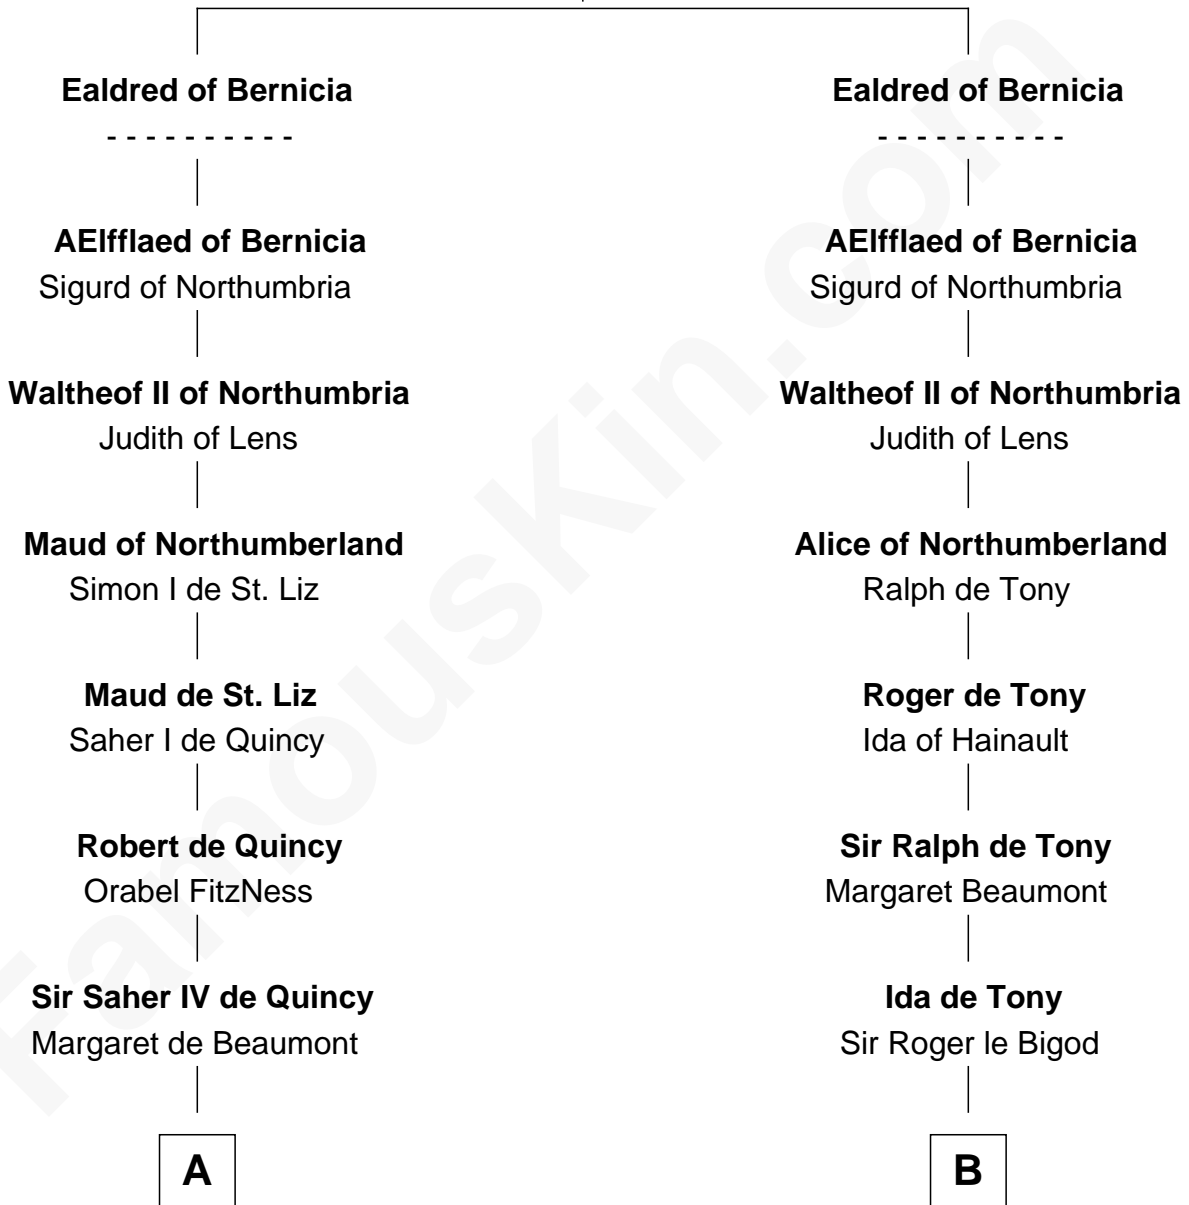 Ealdred of Bernicia
- - - - - - - - - -
AElfflaed of Bernicia
Sigurd of Northumbria
Waltheof II of Northumbria
Judith of Lens
Maud of Northumberland
Simon I de St. Liz
Maud de St. Liz
Saher I de Quincy
Robert de Quincy
Orabel FitzNess
Sir Saher IV de Quincy
Margaret de Beaumont
A
Ealdred of Bernicia
- - - - - - - - - -
AElfflaed of Bernicia
Sigurd of Northumbria
Waltheof II of Northumbria
Judith of Lens
Alice of Northumberland
Ralph de Tony
Roger de Tony
Ida of Hainault
Sir Ralph de Tony
Margaret Beaumont
Ida de Tony
Sir Roger le Bigod
B
FamousKin.com